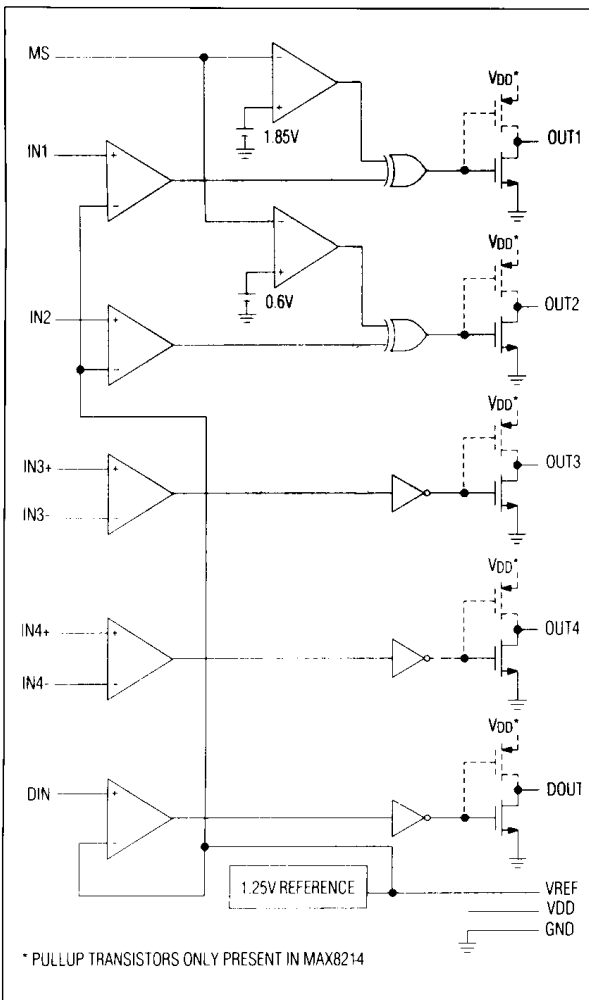 MS
VDD*
1.85V
OUT1
IN1
+
-
-
+
VDD*
0.6V
OUT2
IN2
+
-
-
+
VDD*
IN3+
+
OUT3
IN3-
-
VDD*
IN4+
+
OUT4
IN4-
-
VDD*
DIN
+
DOUT
-
1.25V REFERENCE
VREF
VDD
GND
* PULLUP TRANSISTORS ONLY PRESENT IN MAX8214